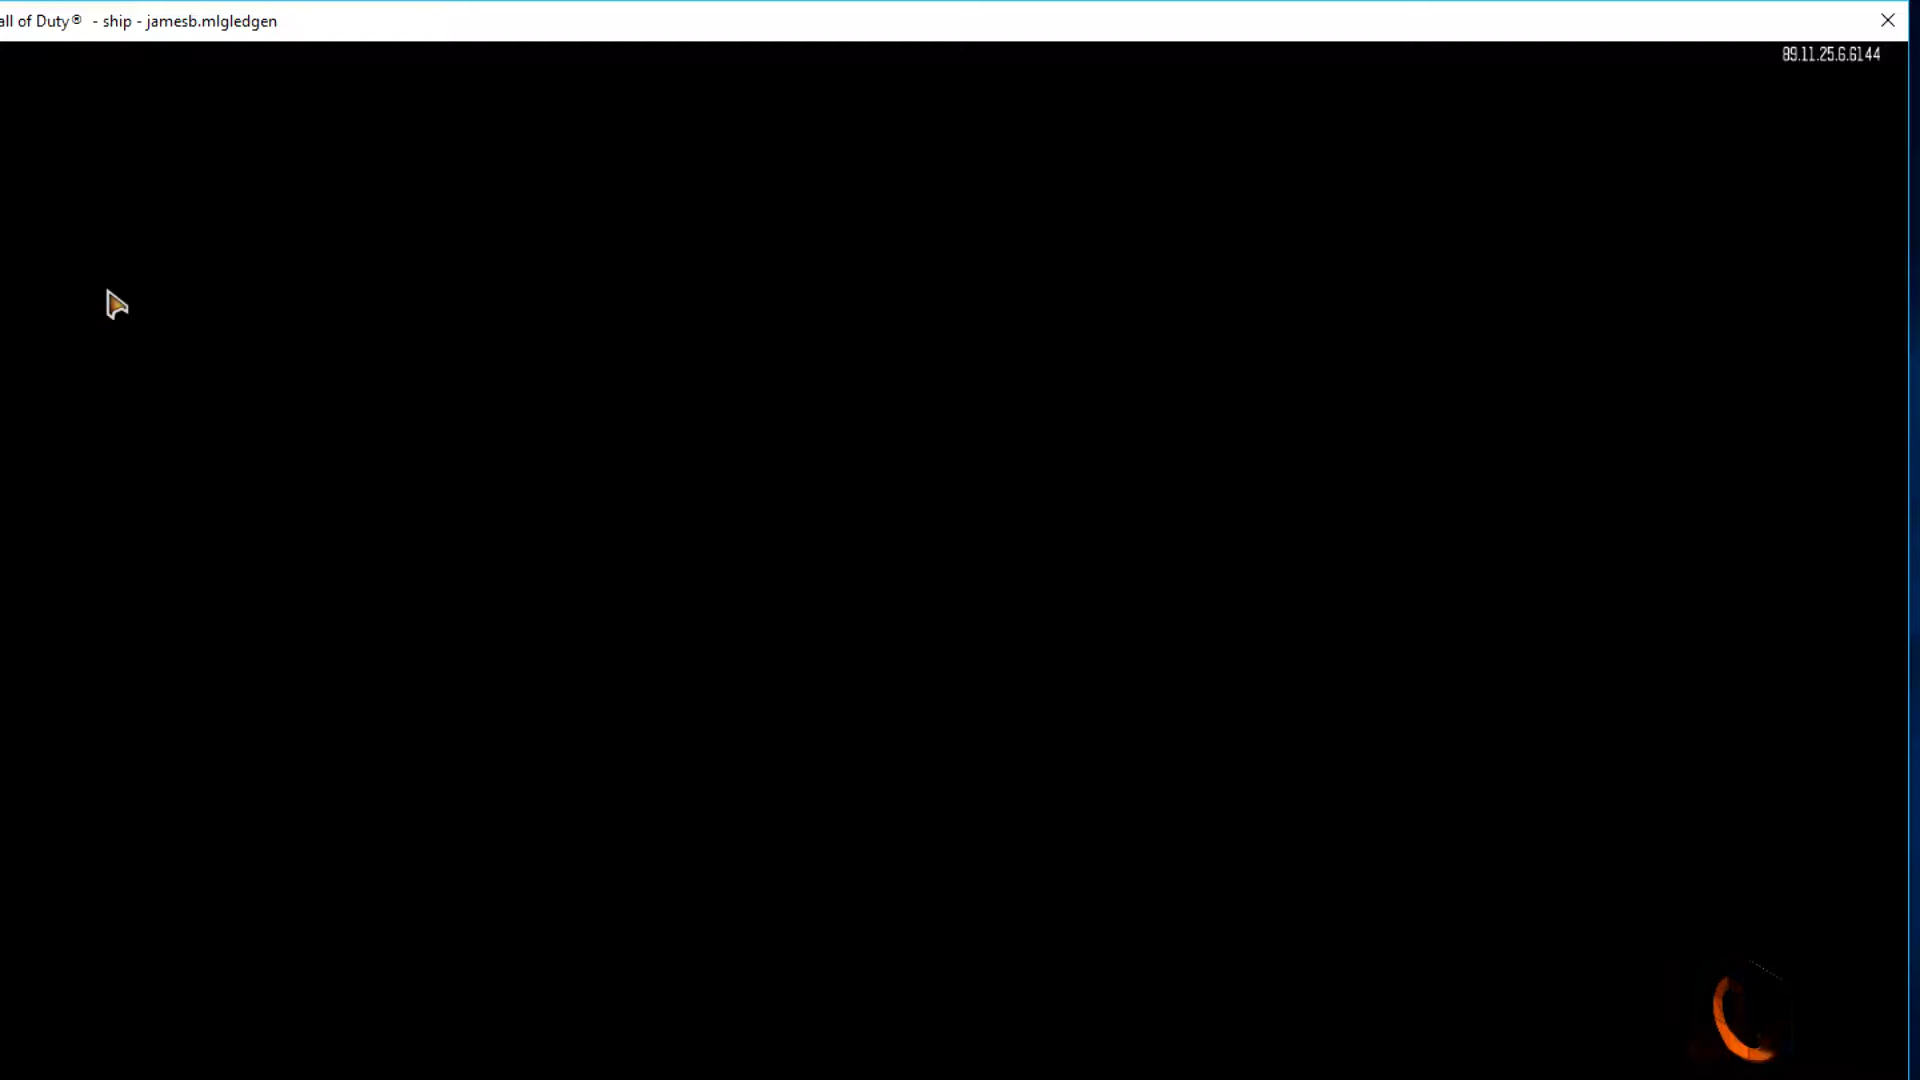 all of Duty® - ship - jamesb.mlgledgen
89.11.25.6.6144